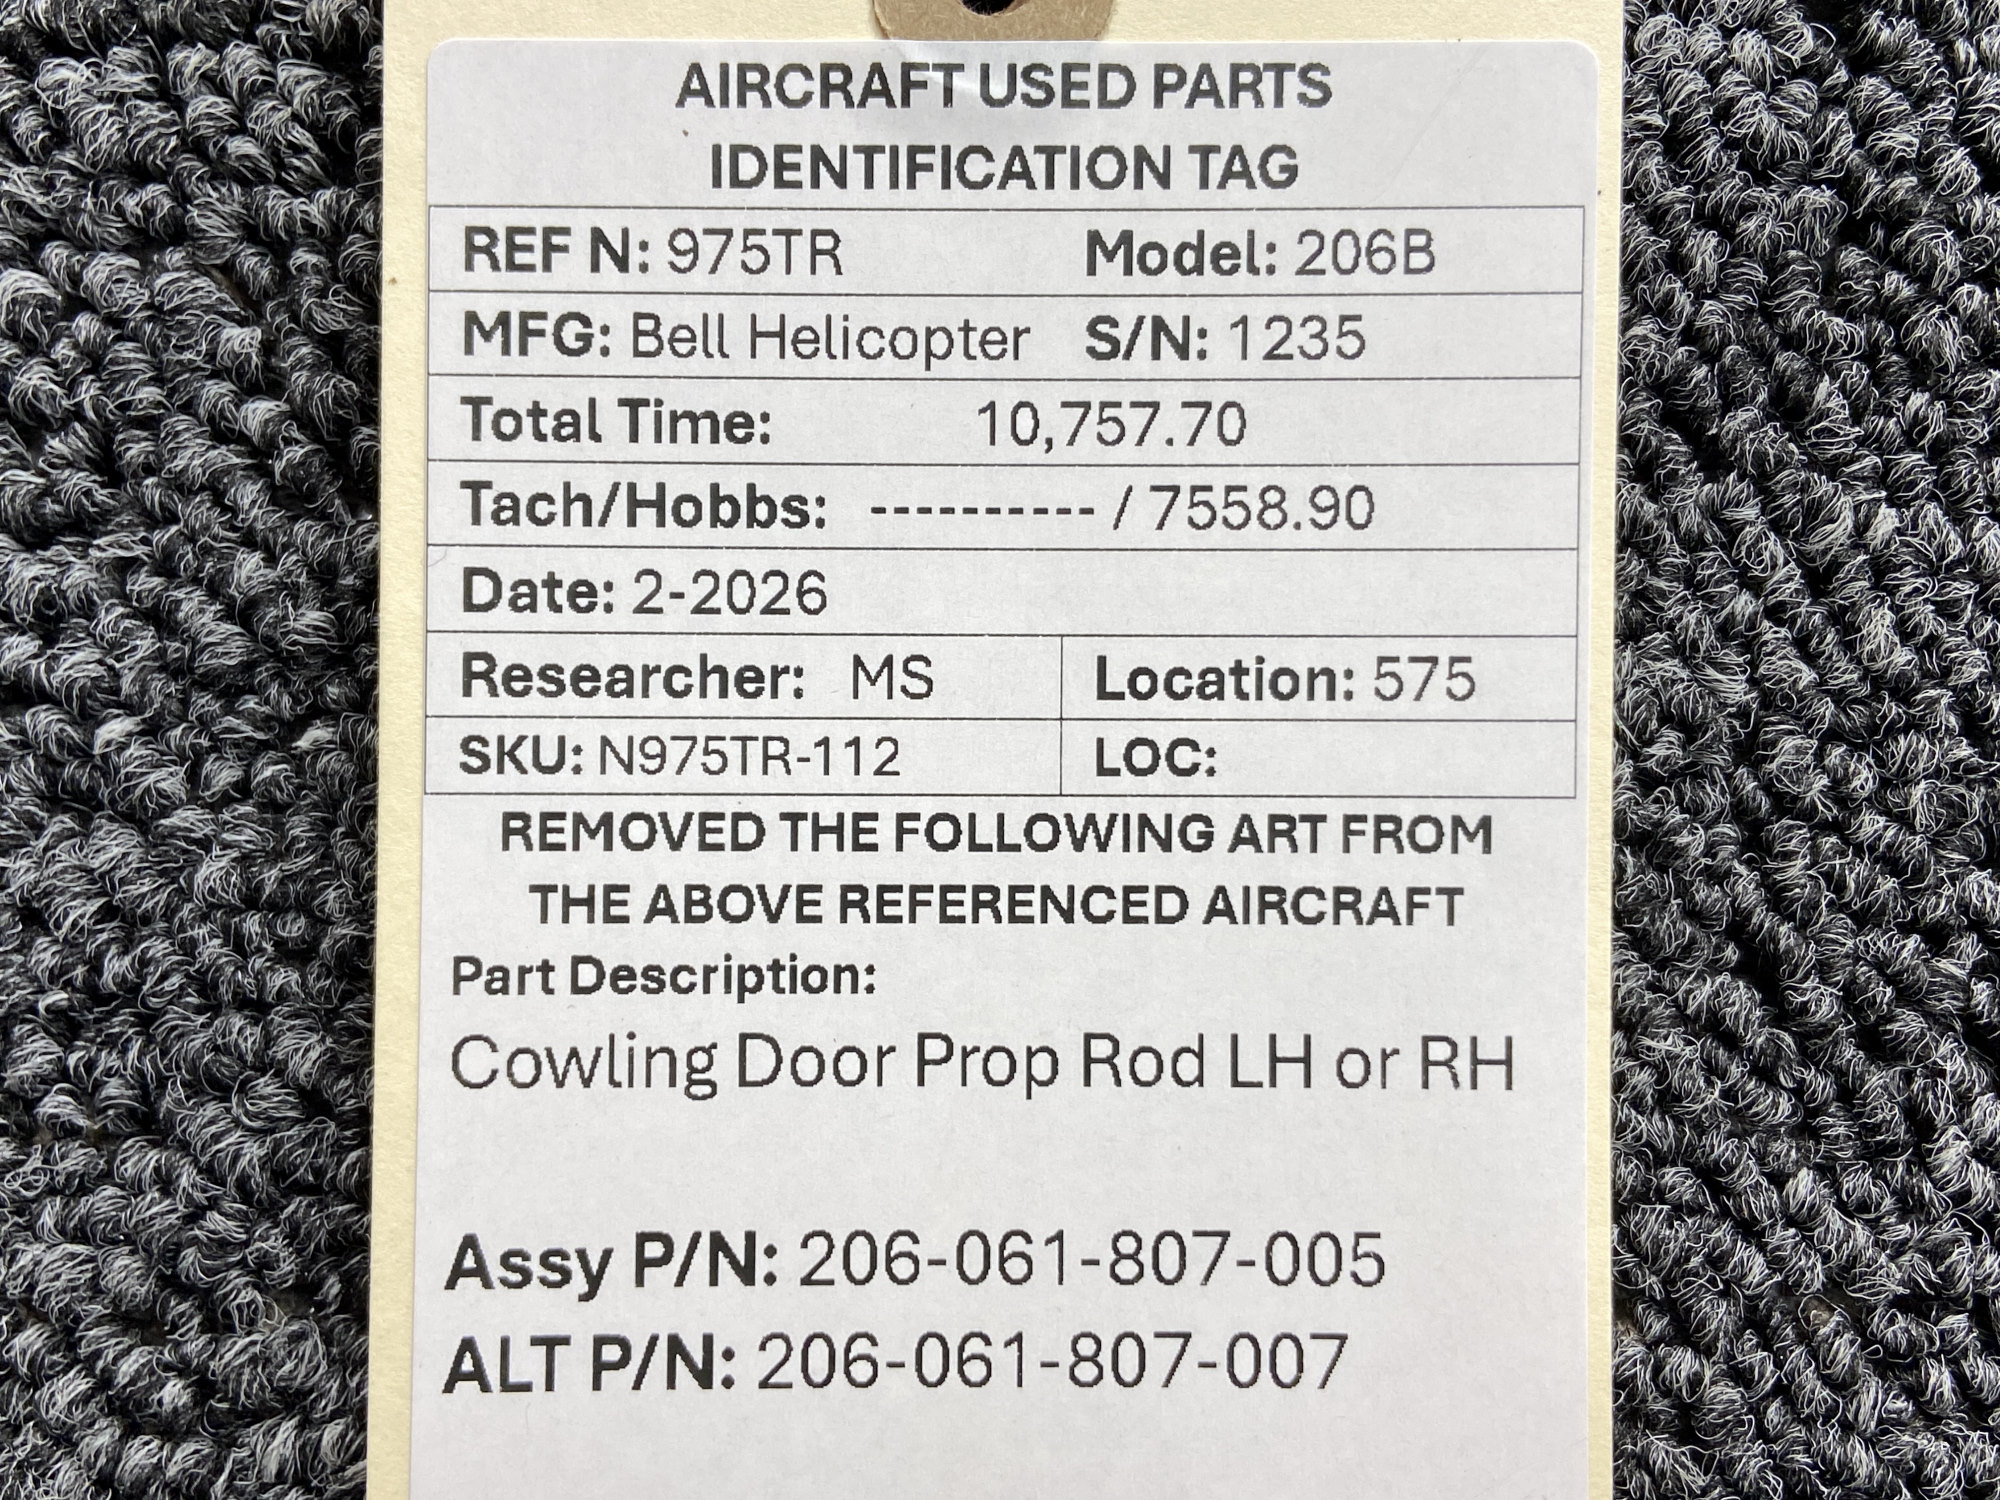 AIRCRAFT USED PARTS
IDENTIFICATION TAG
REF N: 975TR Model: 206B
MFG: Bell Helicopter S/N: 1235
Total Time: 10,757.70
Tach/Hobbs: ---------- / 7558.90
Date: 2-2026
Researcher: MS Location: 575
SKU: N975TR-112 LOC:
REMOVED THE FOLLOWING ART FROM
THE ABOVE REFERENCED AIRCRAFT
Part Description:
Cowling Door Prop Rod LH or RH
Assy P/N: 206-061-807-005
ALT P/N: 206-061-807-007